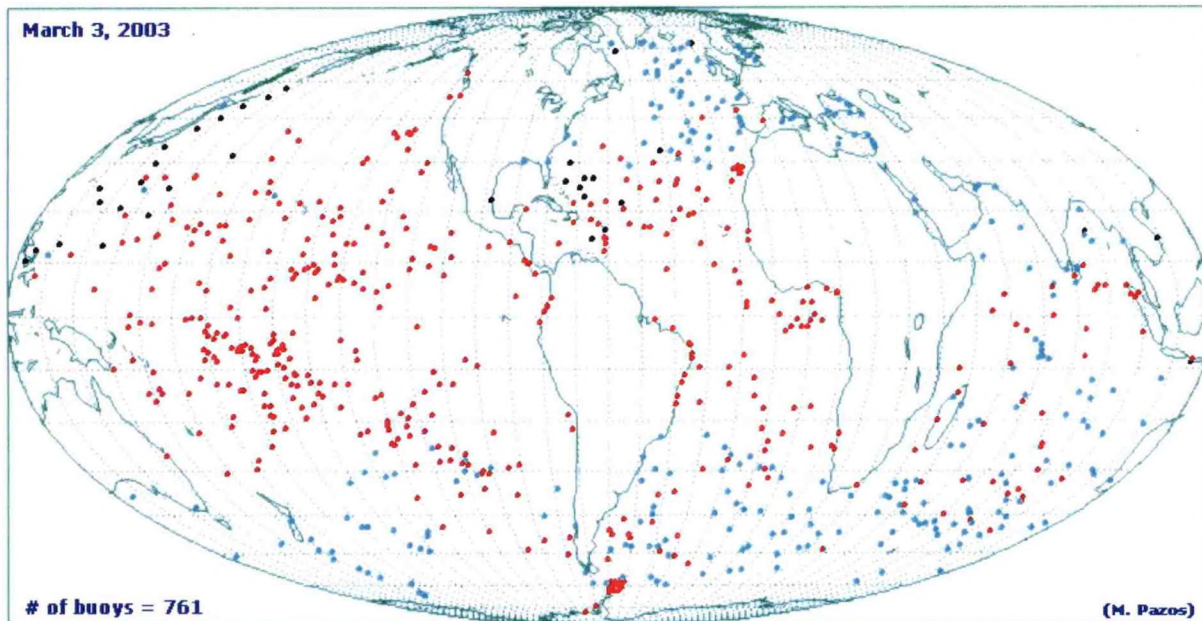 March 3, 2003
# of buoys = 761
(M. Pazos)